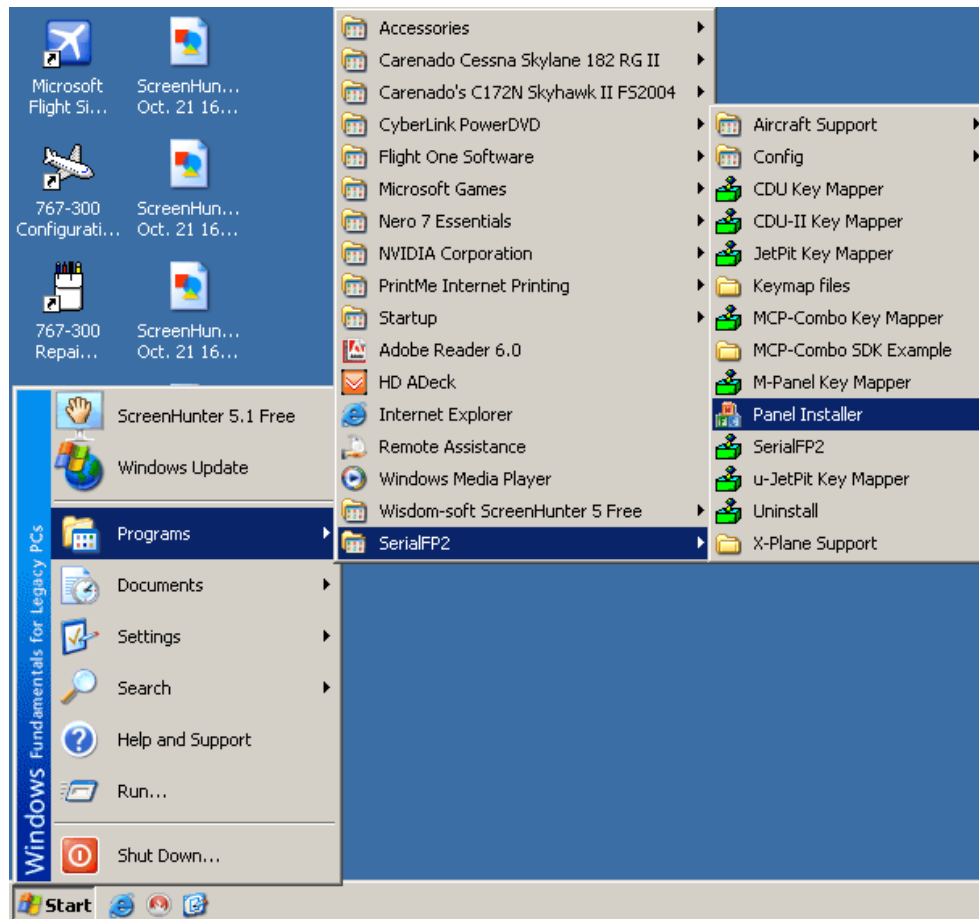 Microsoft
Flight Si...
ScreenHun...
Oct. 21 16...
767-300
Configurati...
ScreenHun...
Oct. 21 16...
767-300
Repai...
ScreenHun...
Oct. 21 16...
Windows Fundamentals for Legacy PCs
ScreenHunter 5.1 Free
Windows Update
Programs
Documents
Settings
Search
Help and Support
Run...
Shut Down...
Accessories
Carenado Cessna Skylane 182 RG II
Carenado's C172N Skyhawk II FS2004
CyberLink PowerDVD
Flight One Software
Microsoft Games
Nero 7 Essentials
NVIDIA Corporation
PrintMe Internet Printing
Startup
Adobe Reader 6.0
HD ADeck
Internet Explorer
Remote Assistance
Windows Media Player
Wisdom-soft ScreenHunter 5 Free
SerialFP2
Aircraft Support
Config
CDU Key Mapper
CDU-II Key Mapper
JetPit Key Mapper
Keymap files
MCP-Combo Key Mapper
MCP-Combo SDK Example
M-Panel Key Mapper
Panel Installer
SerialFP2
u-JetPit Key Mapper
Uninstall
X-Plane Support
Start